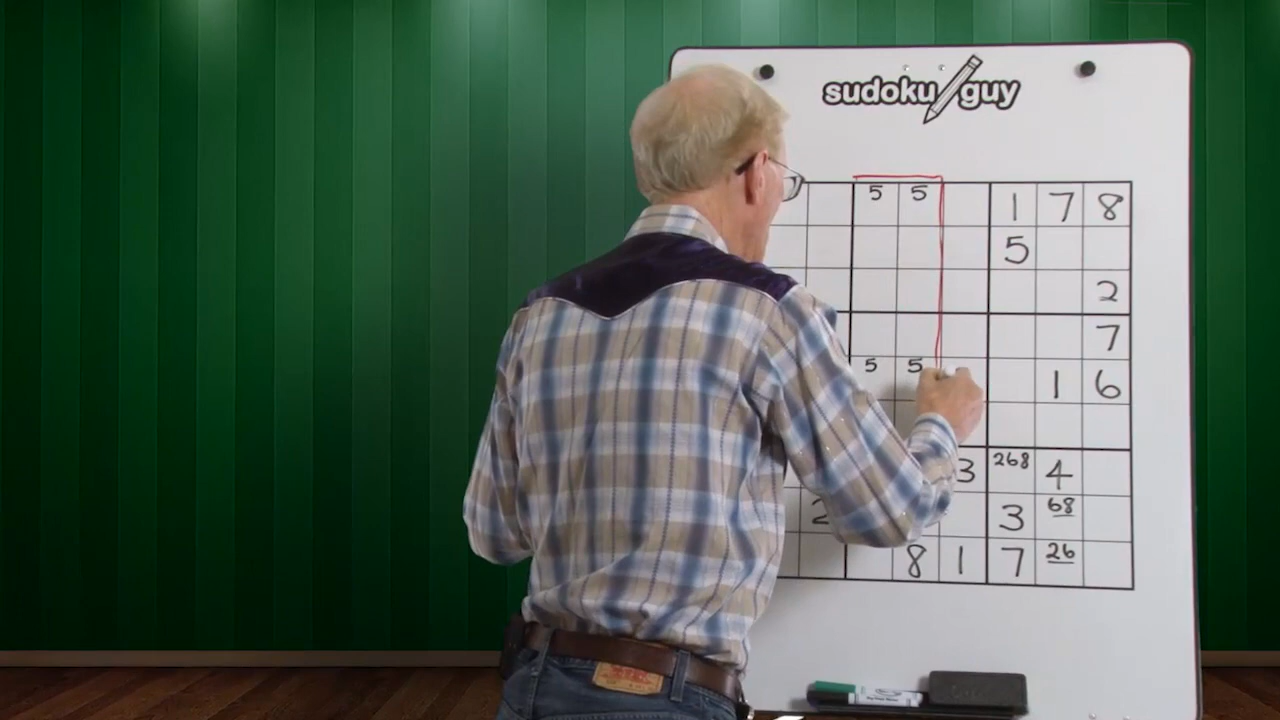 sudoku guy
5 5 1 7 8
5
2
7
5 5 1 6
3 268 4
2 3 68
8 1 7 26